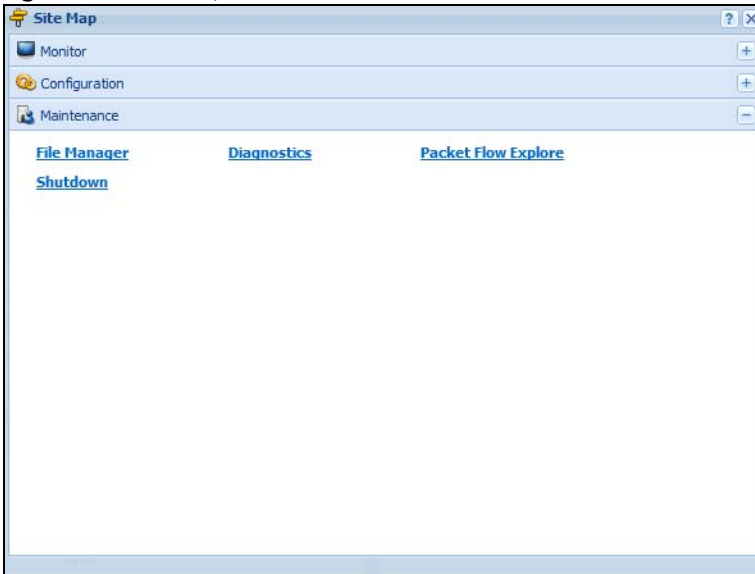 Site Map
Monitor
Configuration
Maintenance
File Manager Diagnostics Packet Flow Explore
Shutdown